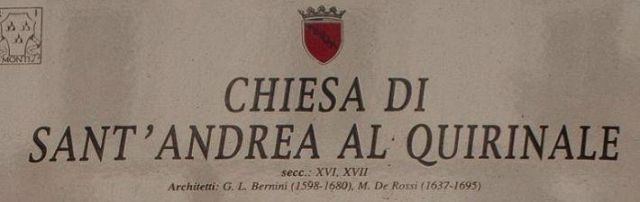 MONTI
CHIESA DI
SANT'ANDREA AL QUIRINALE
secc.: XVI, XVII
Architetti: G. L. Bernini (1598-1680), M. De Rossi (1637-1695)